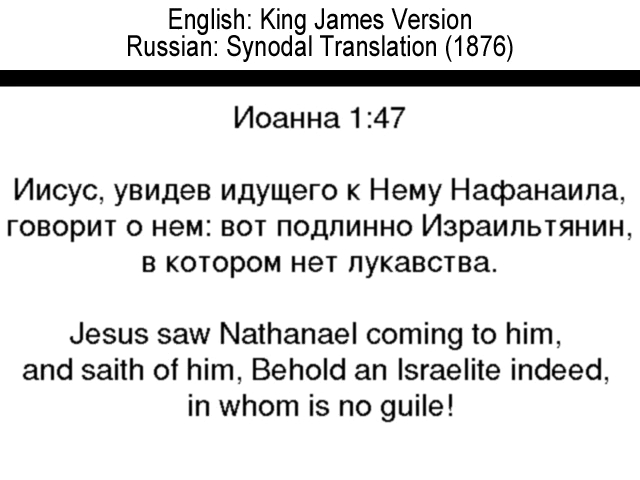 English: King James Version
Russian: Synodal Translation (1876)
Иоанна 1:47
Иисус, увидев идущего к Нему Нафанаила,
говорит о нем: вот подлинно Израильтянин,
в котором нет лукавства.
Jesus saw Nathanael coming to him,
and saith of him, Behold an Israelite indeed,
in whom is no guile!